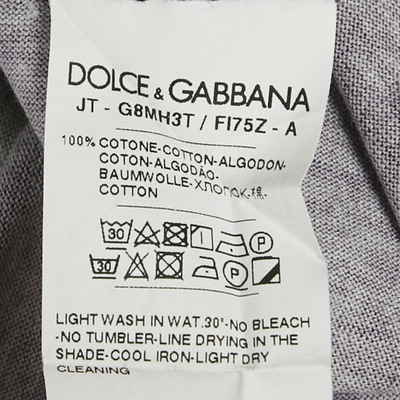 DOLCE & GABBANA
JT - G8MH3T / FI75Z - A
100% COTONE-COTTON-ALGODON-
COTON-ALGODÃO-
BAUMWOLLE-ХЛОПОК-棉-
COTTON
30 P
30 P
LIGHT WASH IN WAT.30°-NO BLEACH
-NO TUMBLER-LINE DRYING IN THE
SHADE-COOL IRON-LIGHT DRY
CLEANING